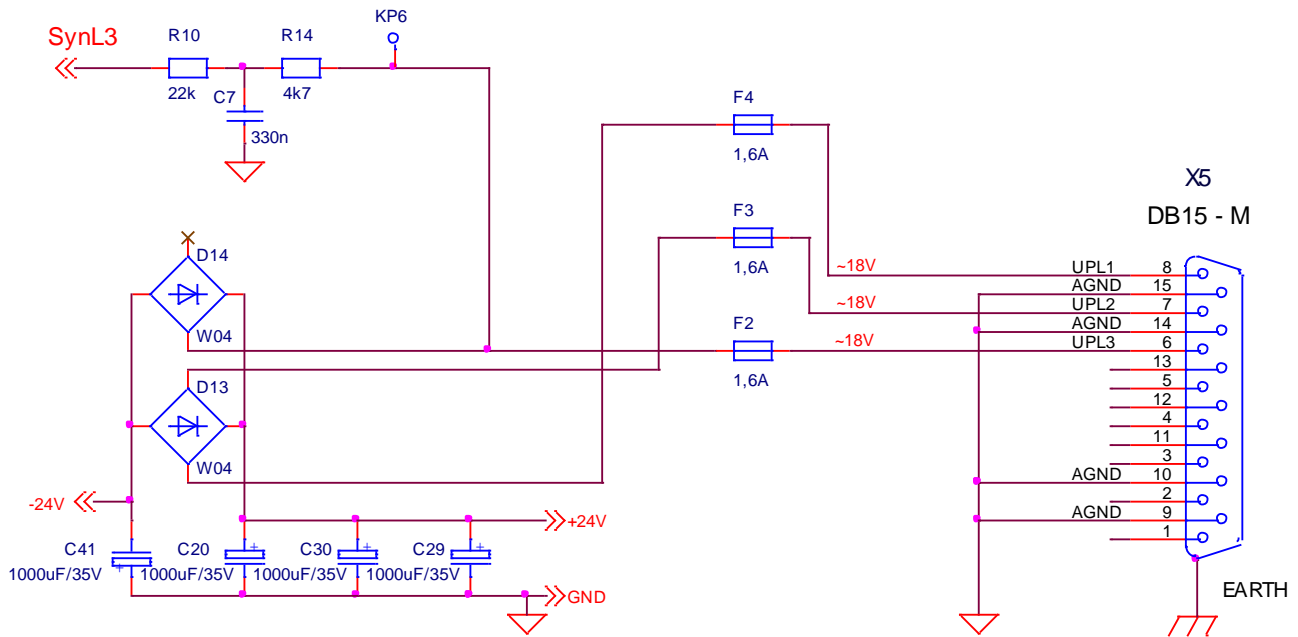 KP6
SynL3
R10
R14
22k
C7
4k7
330n
F4
1,6A
F3
1,6A
F2
1,6A
~18V
~18V
~18V
X5
DB15 - M
UPL1 8
AGND 15
UPL2 7
AGND 14
UPL3 6
13
5
12
4
11
3
AGND 10
2
AGND 9
1
EARTH
D14
W04
D13
W04
-24V
+24V
C41
1000uF/35V
+
C20
1000uF/35V
+
C30
1000uF/35V
+
C29
1000uF/35V
+
GND